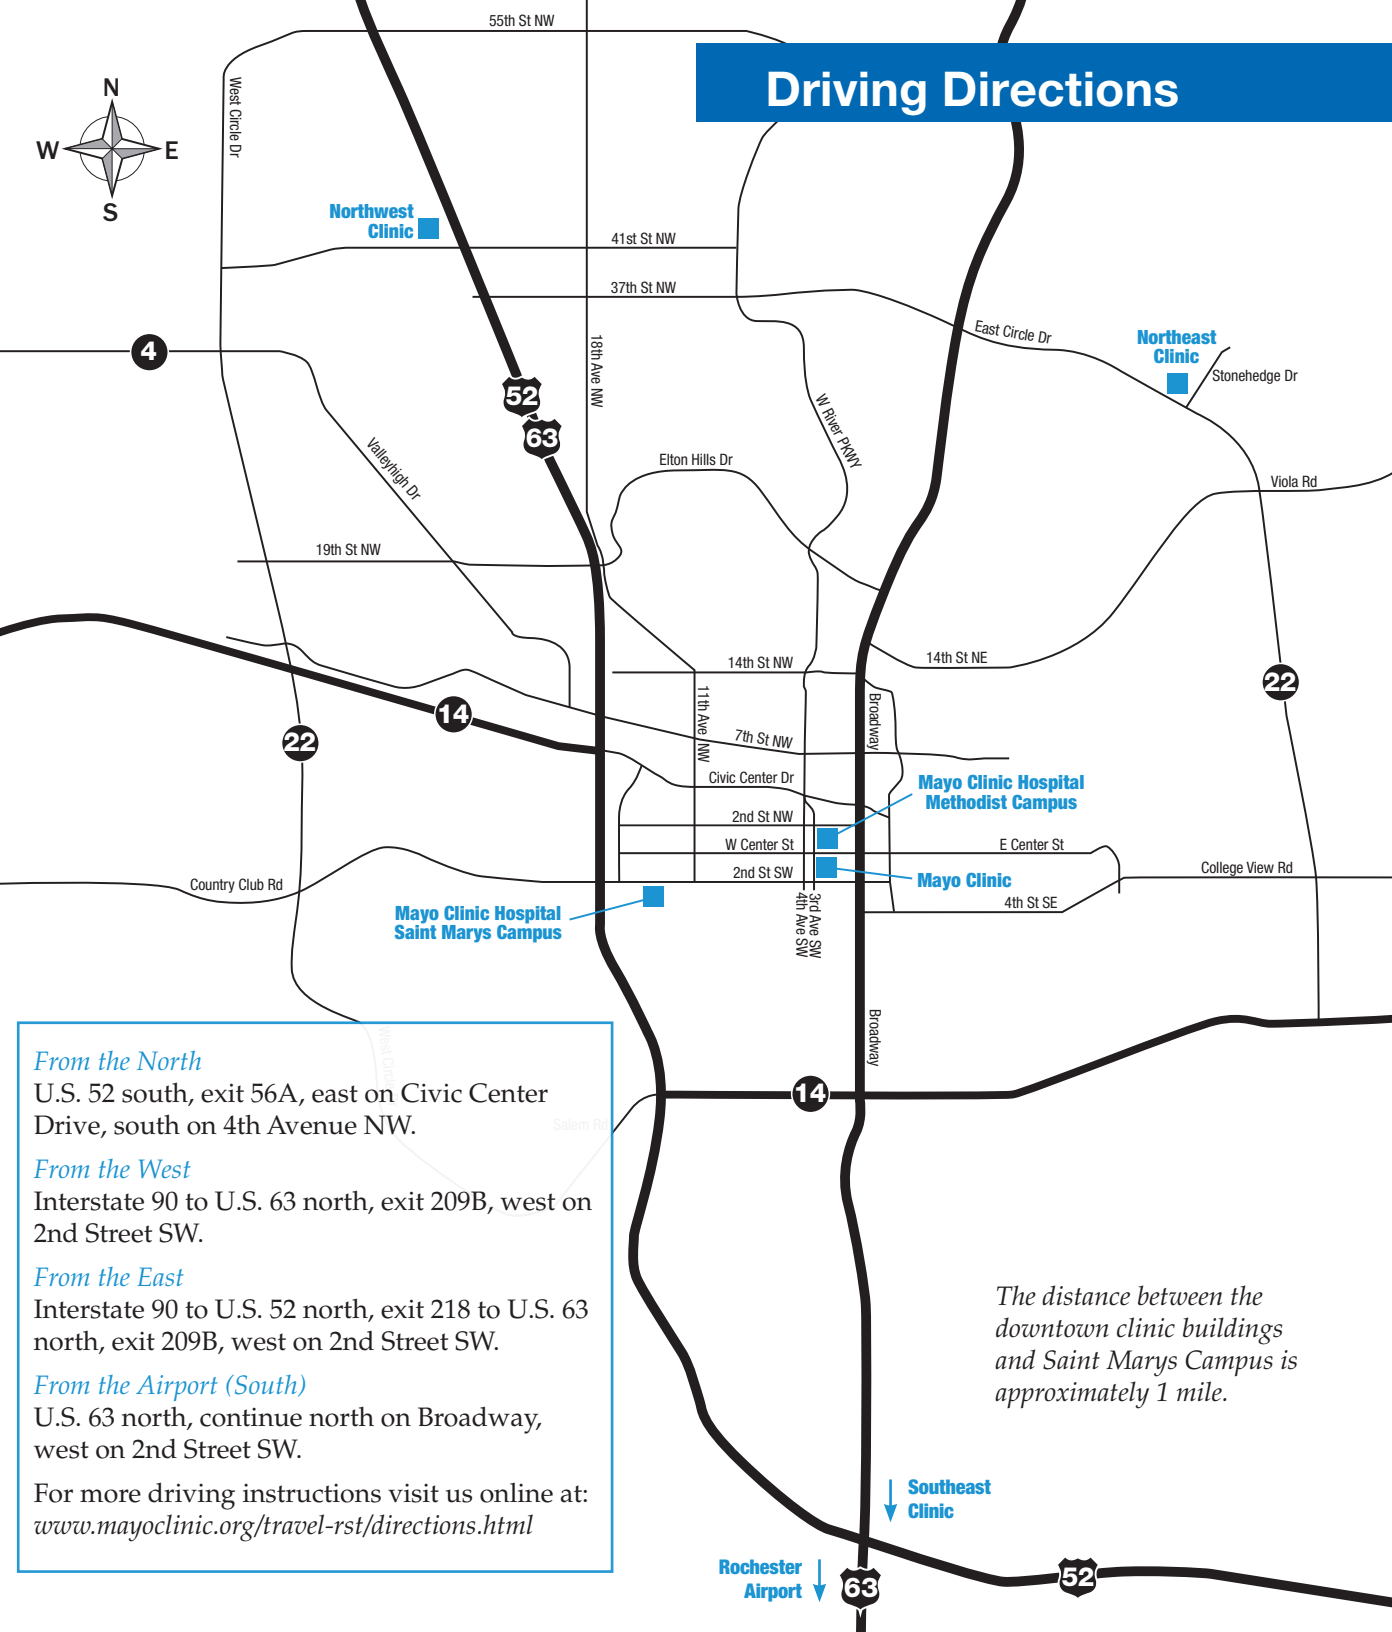 55th St NW
Driving Directions
N
W
E
S
West Circle Dr
Northwest
Clinic
41st St NW
37th St NW
East Circle Dr
Northeast
Clinic
Stonehedge Dr
4
18th Ave NW
52
63
W River PKWY
Valleyhigh Dr
Elton Hills Dr
Viola Rd
19th St NW
14th St NW
14th St NE
22
14
22
11th Ave NW
Broadway
7th St NW
Civic Center Dr
Mayo Clinic Hospital
Methodist Campus
2nd St NW
W Center St
E Center St
2nd St SW
Mayo Clinic
College View Rd
Country Club Rd
4th St SE
Mayo Clinic Hospital
Saint Marys Campus
3rd Ave SW
4th Ave SW
Broadway
14
Salem Rd
From the North
U.S. 52 south, exit 56A, east on Civic Center
Drive, south on 4th Avenue NW.
From the West
Interstate 90 to U.S. 63 north, exit 209B, west on
2nd Street SW.
From the East
Interstate 90 to U.S. 52 north, exit 218 to U.S. 63
north, exit 209B, west on 2nd Street SW.
From the Airport (South)
U.S. 63 north, continue north on Broadway,
west on 2nd Street SW.
For more driving instructions visit us online at:
www.mayoclinic.org/travel-rst/directions.html
The distance between the
downtown clinic buildings
and Saint Marys Campus is
approximately 1 mile.
Southeast
Clinic
Rochester
Airport
63
52